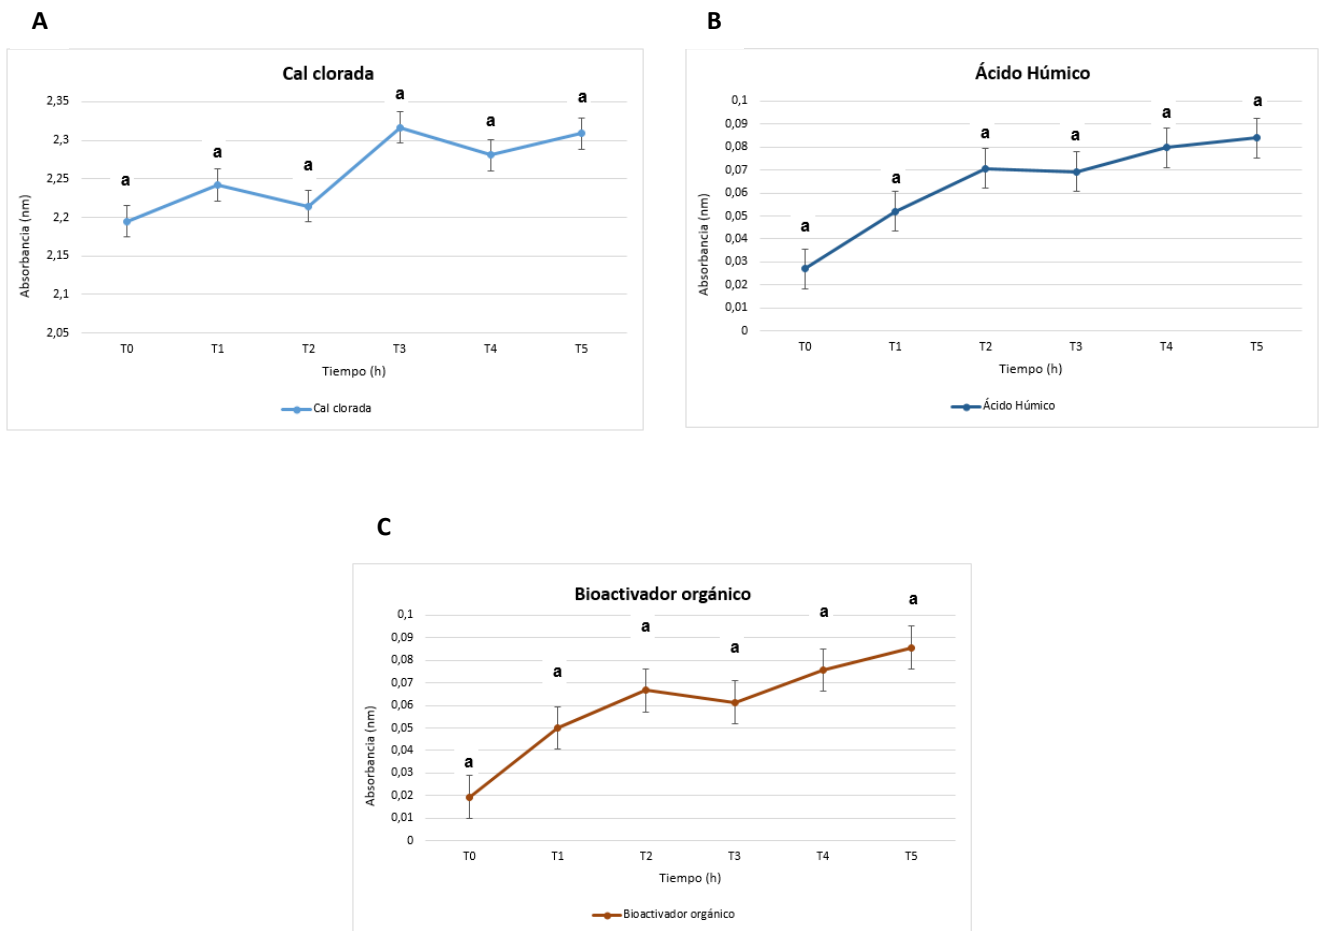 A
Cal clorada
a
a
a
a
a
a
2,35
2,3
2,25
2,2
2,15
2,1
2,05
Absorbancia (nm)
T0 T1 T2 T3 T4 T5
Tiempo (h)
Cal clorada
B
Ácido Húmico
a
a
a
a
a
a
0,1
0,09
0,08
0,07
0,06
0,05
0,04
0,03
0,02
0,01
0
Absorbancia (nm)
T0 T1 T2 T3 T4 T5
Tiempo (h)
Ácido Húmico
C
Bioactivador orgánico
a
a
a
a
a
a
0,1
0,09
0,08
0,07
0,06
0,05
0,04
0,03
0,02
0,01
0
Absorbancia (nm)
T0 T1 T2 T3 T4 T5
Tiempo (h)
Bioactivador orgánico